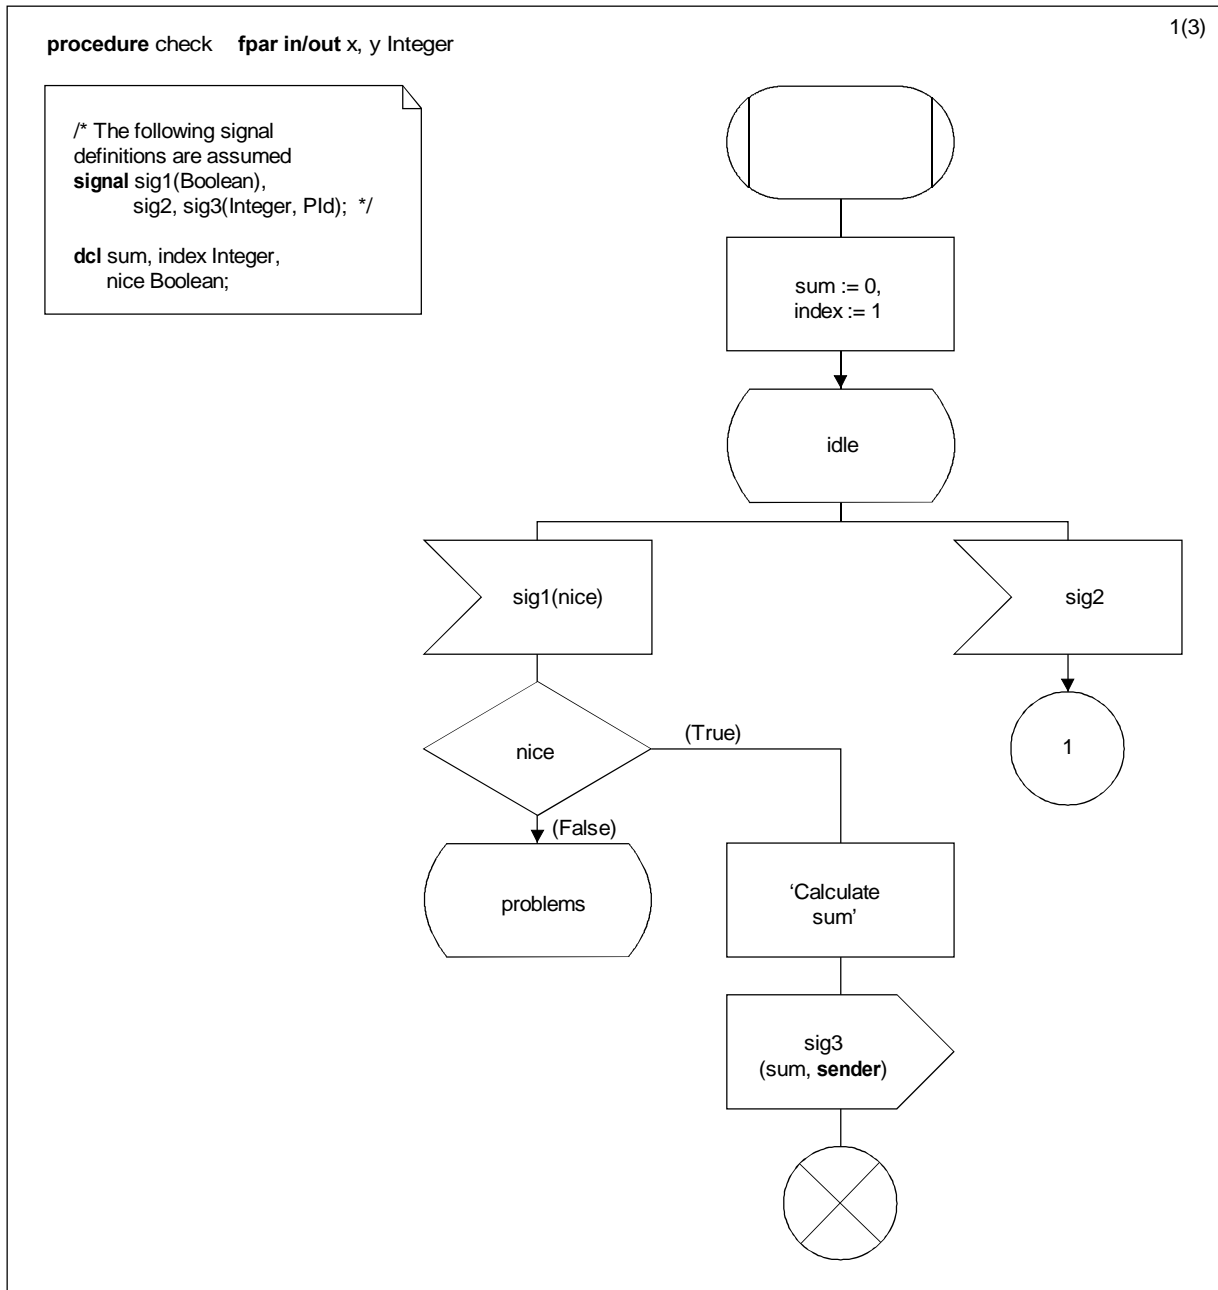 1(3)
procedure check fpar in/out x, y Integer
/* The following signal
definitions are assumed
signal sig1(Boolean),
sig2, sig3(Integer, PId); */
dcl sum, index Integer,
nice Boolean;
sum := 0,
index := 1
idle
sig1(nice)
sig2
nice
(True)
1
(False)
problems
‘Calculate
sum’
sig3
(sum, sender)